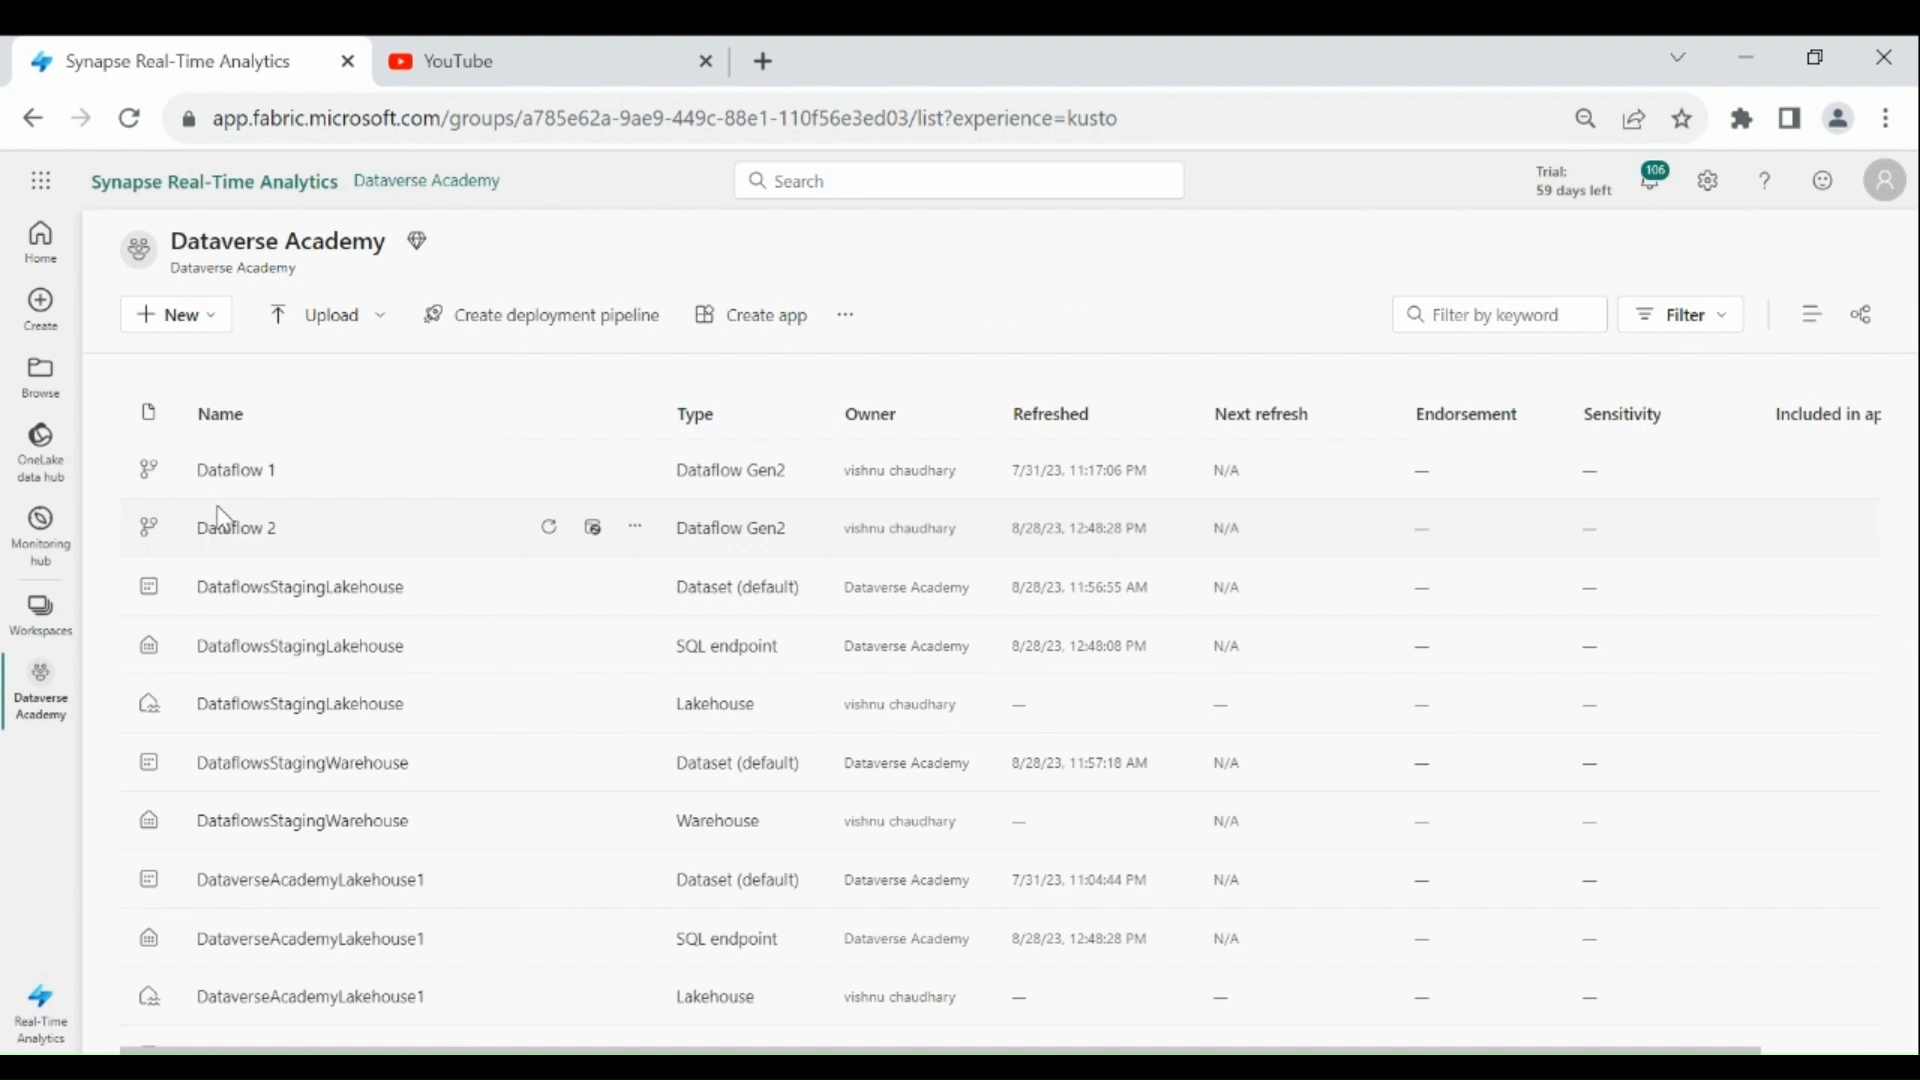 Synapse Real-Time Analytics
YouTube
app.fabric.microsoft.com/groups/a785e62a-9ae9-449c-88e1-110f56e3ed03/list?experience=kusto
Synapse Real-Time Analytics Dataverse Academy
Search
Trial:
59 days left
106
Home
Create
Browse
OneLake
data hub
Monitoring
hub
Workspaces
Dataverse
Academy
Real-Time
Analytics
Dataverse Academy
Dataverse Academy
New Upload Create deployment pipeline Create app
Filter by keyword Filter
Name Type Owner Refreshed Next refresh Endorsement Sensitivity Included in ap
Dataflow 1 Dataflow Gen2 vishnu chaudhary 7/31/23, 11:17:06 PM N/A — —
Dataflow 2 Dataflow Gen2 vishnu chaudhary 8/28/23, 12:48:28 PM N/A — —
DataflowsStagingLakehouse Dataset (default) Dataverse Academy 8/28/23, 11:56:55 AM N/A — —
DataflowsStagingLakehouse SQL endpoint Dataverse Academy 8/28/23, 12:48:08 PM N/A — —
DataflowsStagingLakehouse Lakehouse vishnu chaudhary — — — —
DataflowsStagingWarehouse Dataset (default) Dataverse Academy 8/28/23, 11:57:18 AM N/A — —
DataflowsStagingWarehouse Warehouse vishnu chaudhary — N/A — —
DataverseAcademyLakehouse1 Dataset (default) Dataverse Academy 7/31/23, 11:04:44 PM N/A — —
DataverseAcademyLakehouse1 SQL endpoint Dataverse Academy 8/28/23, 12:48:28 PM N/A — —
DataverseAcademyLakehouse1 Lakehouse vishnu chaudhary — — — —